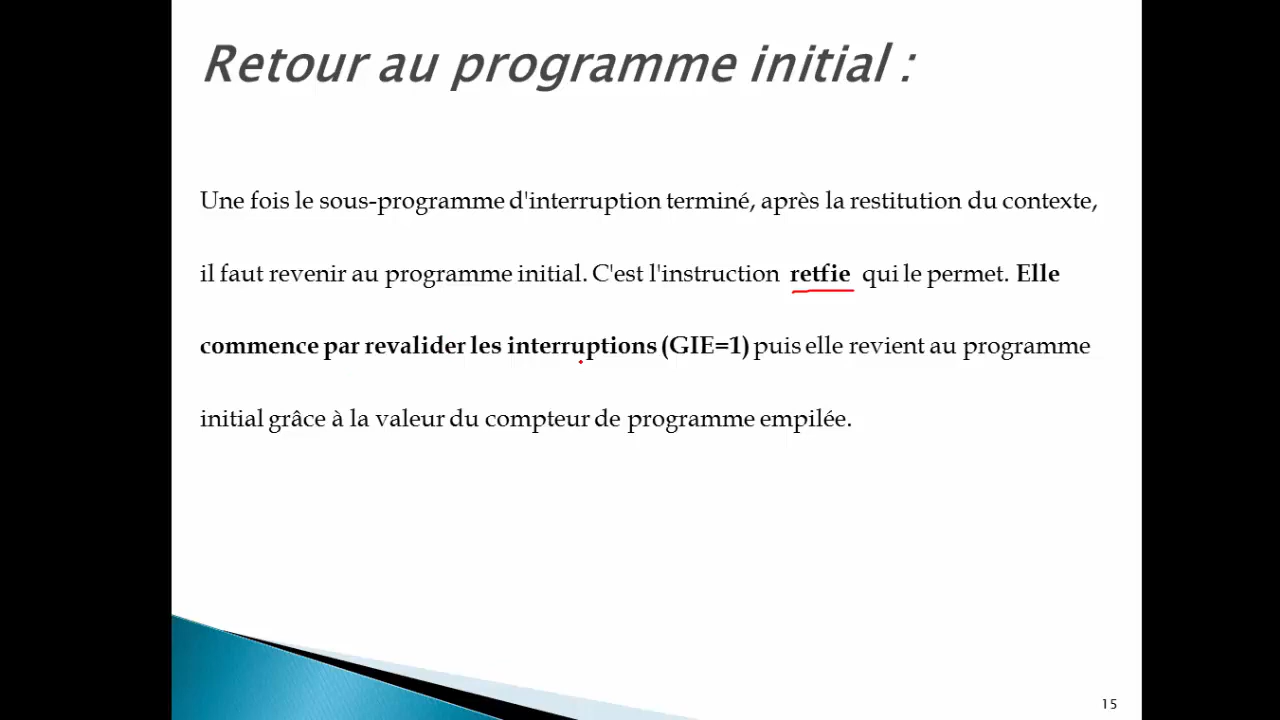 Retour au programme initial :
Une fois le sous-programme d'interruption terminé, après la restitution du contexte,
il faut revenir au programme initial. C'est l'instruction retfie qui le permet. Elle
commence par revalider les interruptions (GIE=1) puis elle revient au programme
initial grâce à la valeur du compteur de programme empilée.
15